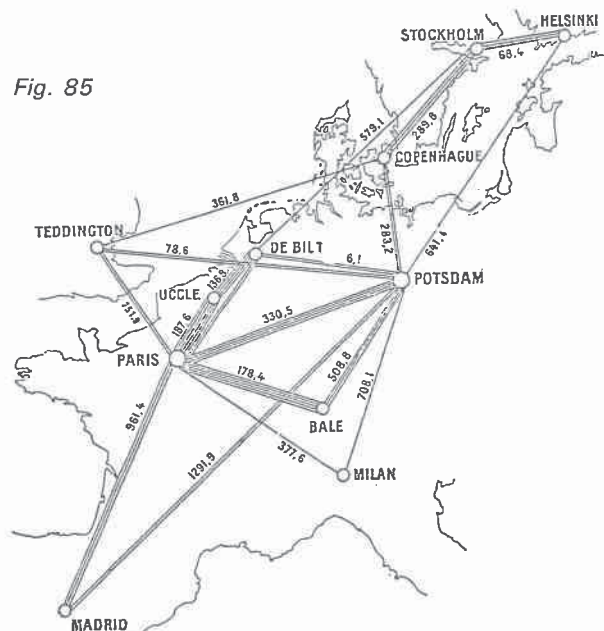 HELSINKI
STOCKHOLM
68,4
Fig. 85
579,1
289,8
COPENHAGUE
361,8
TEDDINGTON
283,2
641,4
78,6
DE BILT
6,1
POTSDAM
136,8
UCCLE
187,6
330,5
PARIS
178,4
508,8
708,1
BALE
961,4
1291,9
377,6
MILAN
MADRID